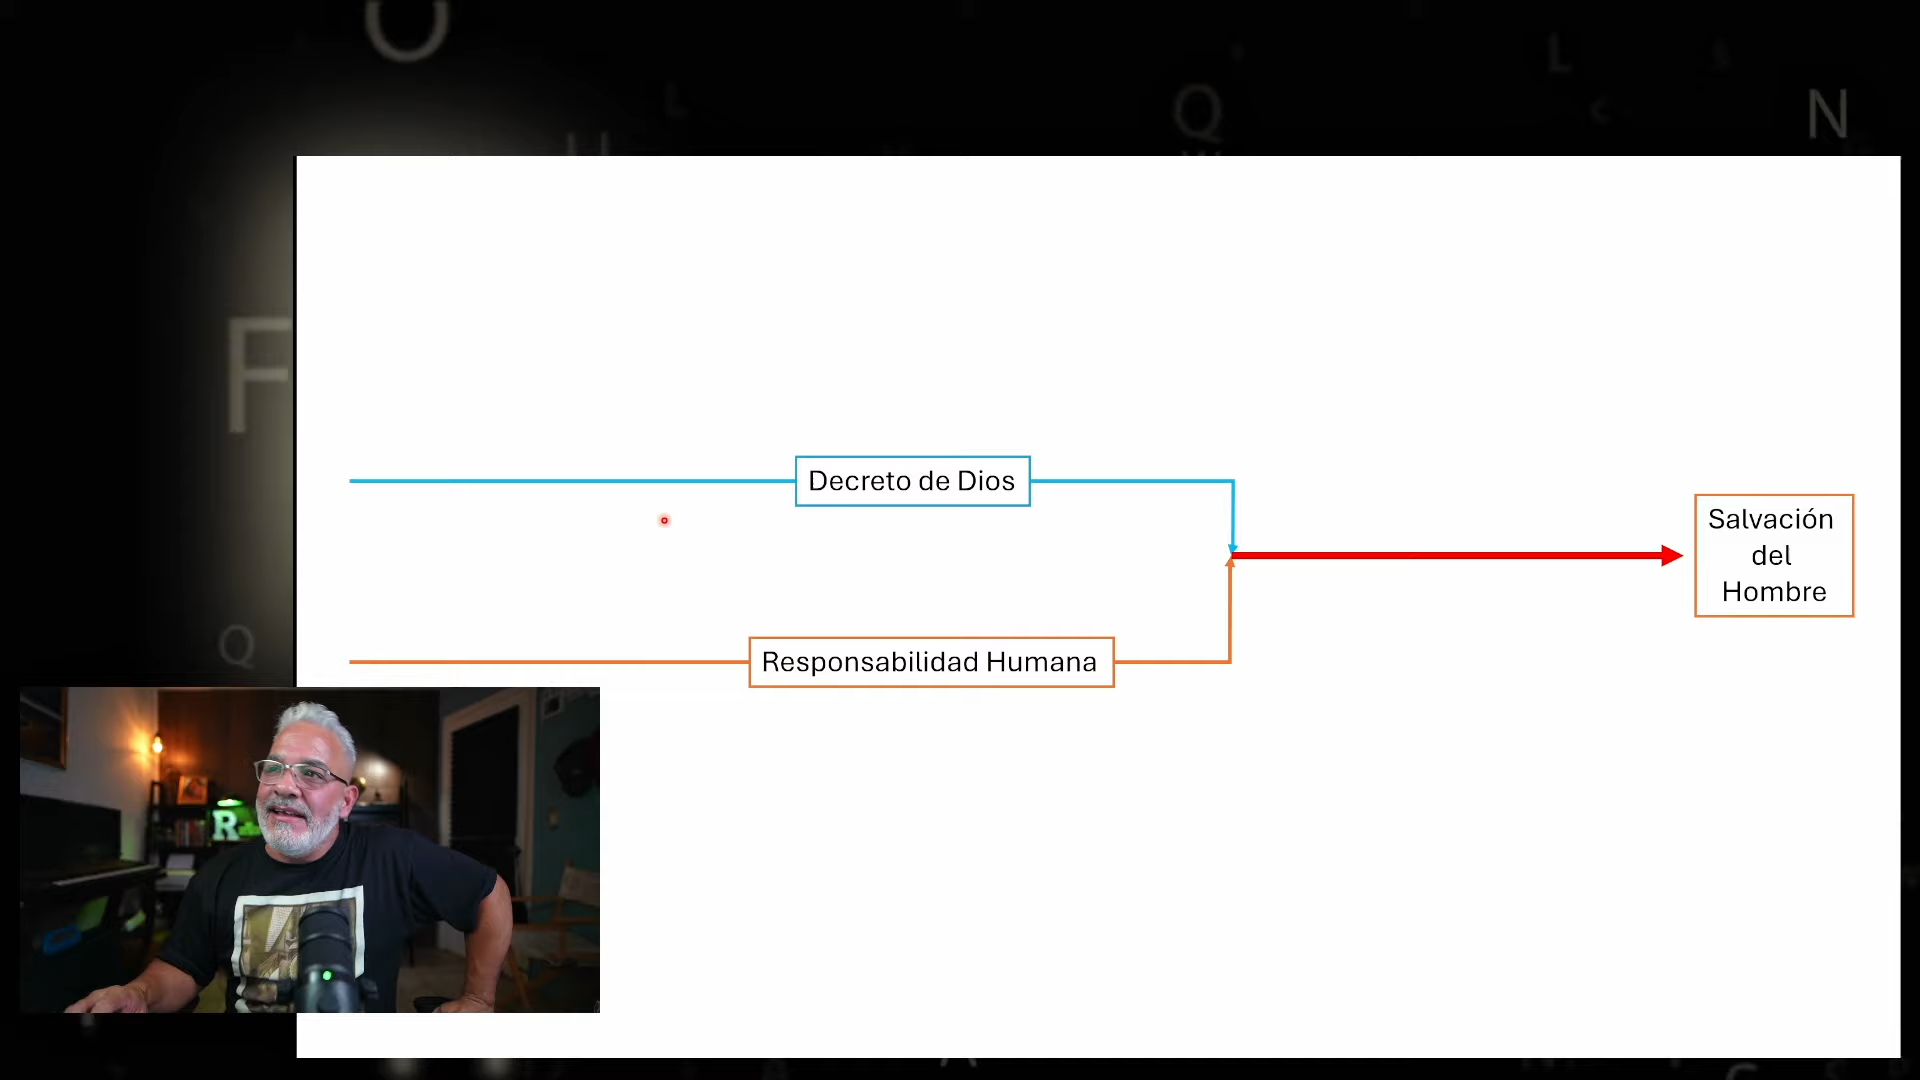 O
L
L
Q
N
F
Decreto de Dios
Salvación
del
Hombre
Q
Responsabilidad Humana
R